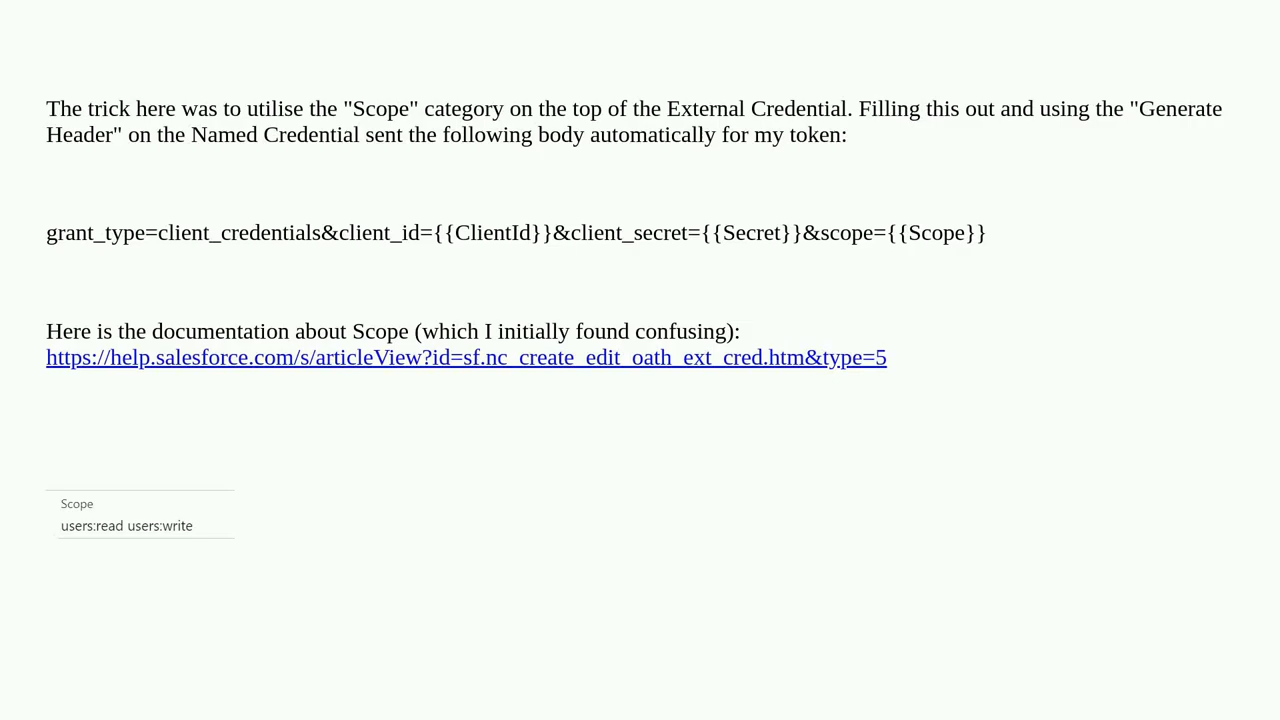 The trick here was to utilise the "Scope" category on the top of the External Credential. Filling this out and using the "Generate
Header" on the Named Credential sent the following body automatically for my token:
grant_type=client_credentials&client_id={{ClientId}}&client_secret={{Secret}}&scope={{Scope}}
Here is the documentation about Scope (which I initially found confusing):
https://help.salesforce.com/s/articleView?id=sf.nc_create_edit_oath_ext_cred.htm&type=5
Scope
users:read users:write